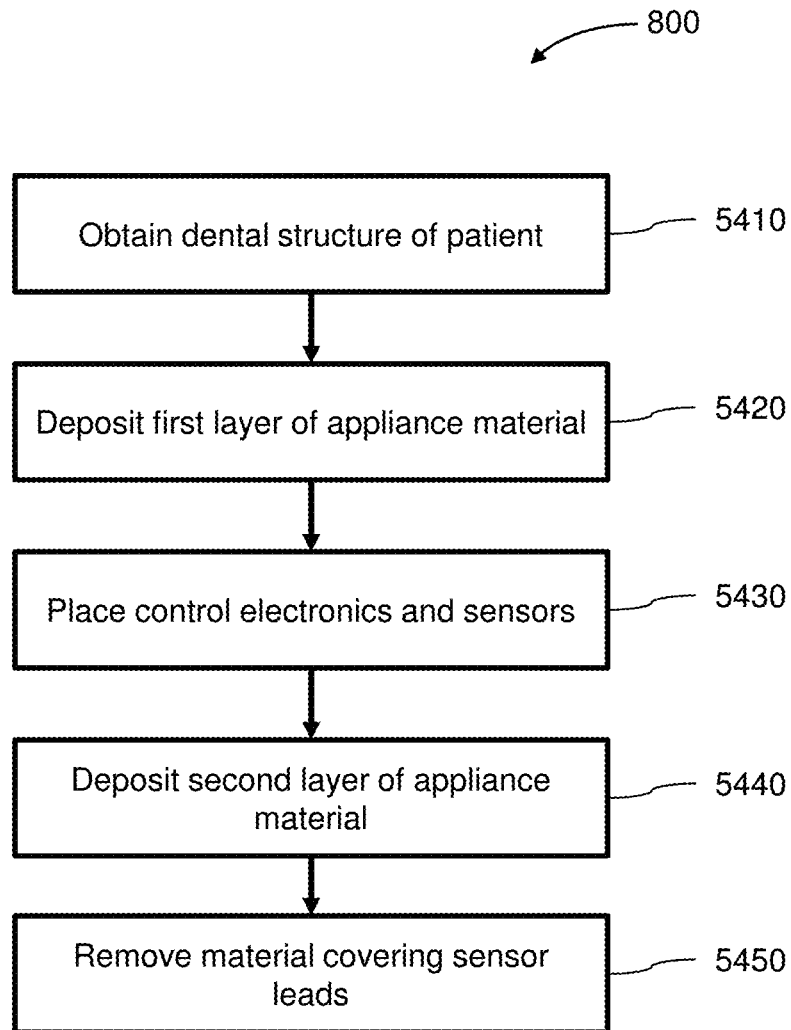 800
Obtain dental structure of patient
5410
Deposit first layer of appliance material
5420
Place control electronics and sensors
5430
Deposit second layer of appliance
material
5440
Remove material covering sensor
leads
5450